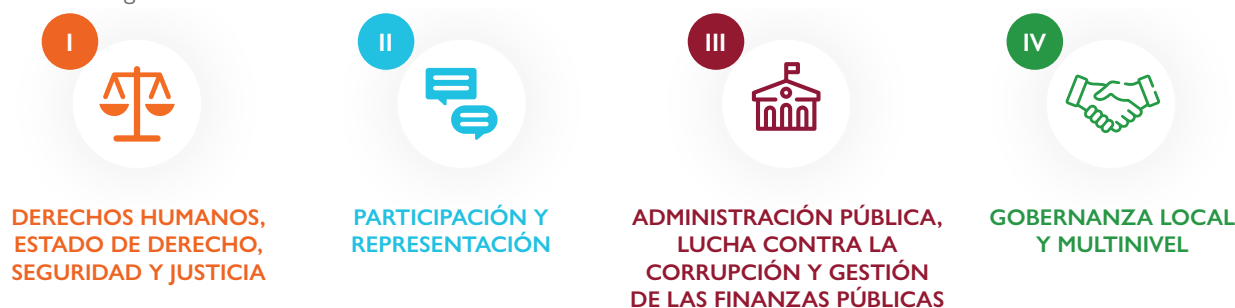 I
II
III
IV
DERECHOS HUMANOS,
ESTADO DE DERECHO,
SEGURIDAD Y JUSTICIA
PARTICIPACIÓN Y
REPRESENTACIÓN
ADMINISTRACIÓN PÚBLICA,
LUCHA CONTRA LA
CORRUPCIÓN Y GESTIÓN
DE LAS FINANZAS PÚBLICAS
GOBERNANZA LOCAL
Y MULTINIVEL